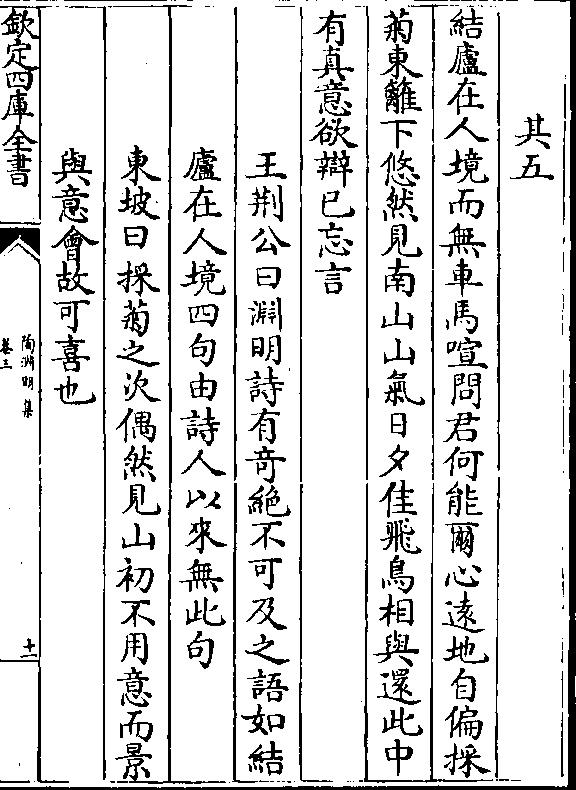 其五
結廬在人境而無車馬喧問君何能爾心遠地自偏採
菊東籬下悠然見南山山氣日夕佳飛鳥相與還此中
有真意欲辯已忘言
王荆公曰淵明詩有奇絶不可及之語如結
廬在人境四句由詩人以來無此句
東坡曰採菊之次偶然見山初不用意而景
與意會故可喜也
欽定四庫全書
陶淵明集
卷三
十一